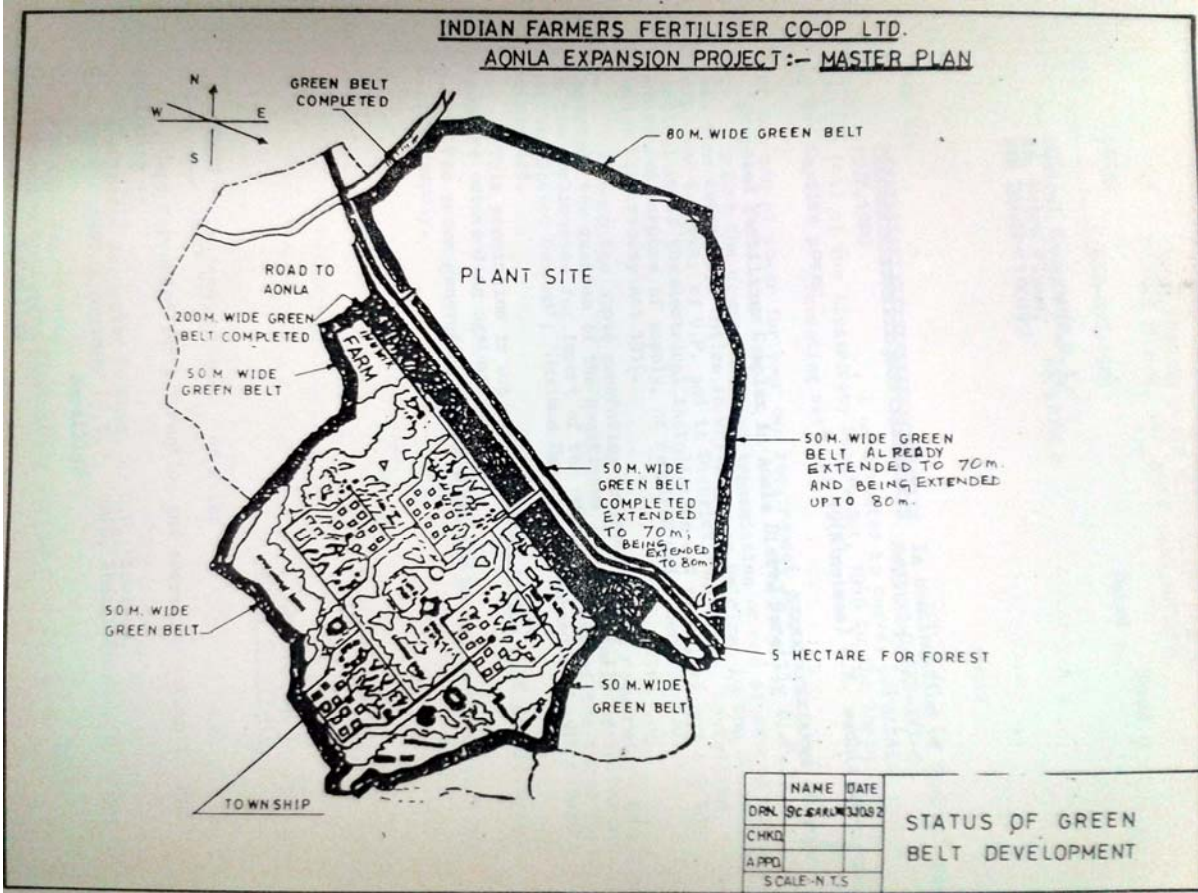 INDIAN FARMERS FERTILISER CO-OP LTD.
AONLA EXPANSION PROJECT:- MASTER PLAN
N
W E
S
GREEN BELT
COMPLETED
80 M. WIDE GREEN BELT
ROAD TO
AONLA
PLANT SITE
200 M. WIDE GREEN
BELT COMPLETED
50 M. WIDE
GREEN BELT
FARM
50 M. WIDE
GREEN BELT
COMPLETED
EXTENDED
TO 70m;
BEING
EXTENDED
TO 80m.
50 M. WIDE GREEN
BELT ALREADY
EXTENDED TO 70m.
AND BEING EXTENDED
UPTO 80m.
50 M. WIDE
GREEN BELT
5 HECTARE FOR FOREST
50 M. WIDE
GREEN BELT
TOWNSHIP
NAME DATE
DRN.
CHKD.
APPD.
SCALE:-N.T.S
STATUS OF GREEN
BELT DEVELOPMENT